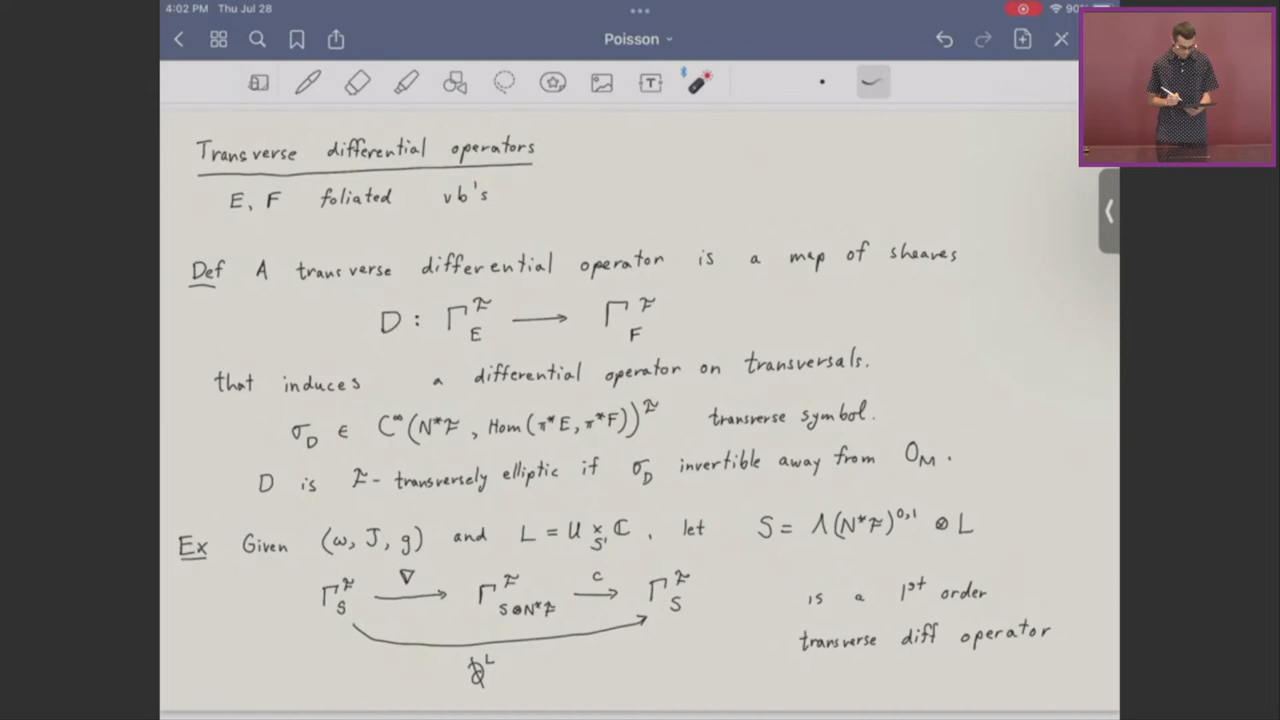 4:02 PM Thu Jul 28
90%
Poisson
Transverse differential operators
E, F foliated vb's
Def A transverse differential operator is a map of sheaves
D : Γ_E^ℱ ⟶ Γ_F^ℱ
that induces a differential operator on transversals.
σ_D ∈ C^∞(N*ℱ, Hom(π*E, π*F))^ℱ transverse symbol.
D is ℱ-transversely elliptic if σ_D invertible away from O_M.
Ex Given (ω, J, g) and L = U ×_{S'} ℂ, let S = Λ(N*ℱ)^{0,1} ⊗ L
Γ_S^ℱ —∇→ Γ_{S⊗N*ℱ}^ℱ —c→ Γ_S^ℱ is a 1st order
transverse diff operator
D̸^L